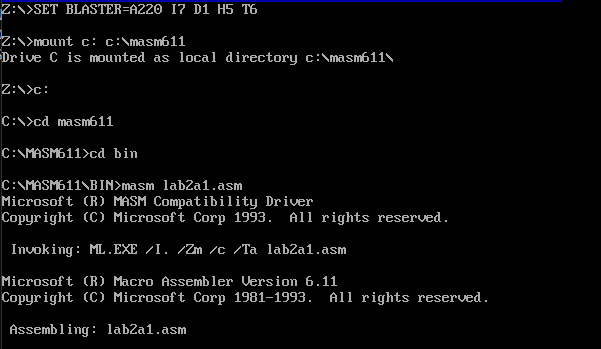 Z:\>SET BLASTER=A220 I7 D1 H5 T6
Z:\>mount c: c:\masm611
Drive C is mounted as local directory c:\masm611\
Z:\>c:
C:\>cd masm611
C:\MASM611>cd bin
C:\MASM611\BIN>masm lab2a1.asm
Microsoft (R) MASM Compatibility Driver
Copyright (C) Microsoft Corp 1993.  All rights reserved.
Invoking: ML.EXE /I. /Zm /c /Ta lab2a1.asm
Microsoft (R) Macro Assembler Version 6.11
Copyright (C) Microsoft Corp 1981-1993.  All rights reserved.
Assembling: lab2a1.asm